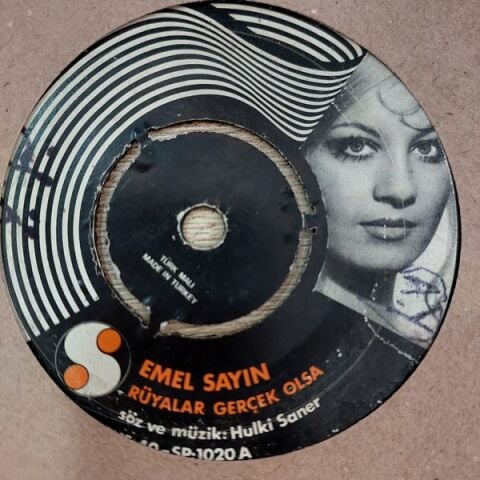 TÜRK MALI
MADE IN TURKEY
EMEL SAYIN
RÜYALAR GERÇEK OLSA
söz ve müzik: Hulki Saner
SP-1020 A